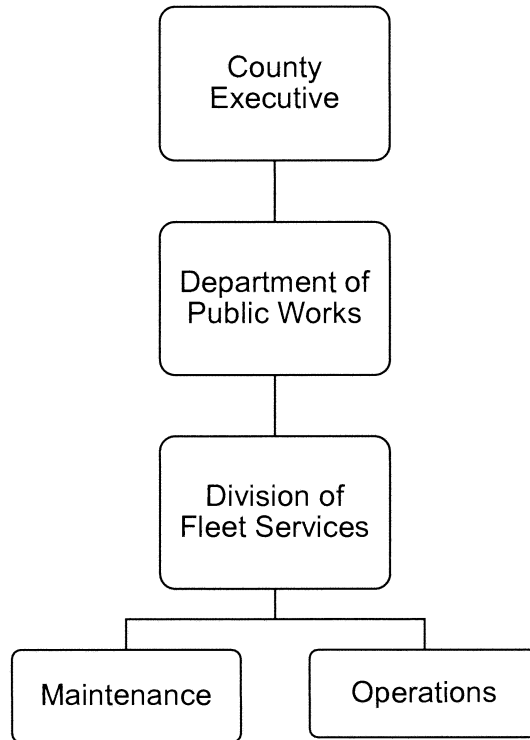 County
Executive
Department of
Public Works
Division of
Fleet Services
Maintenance
Operations